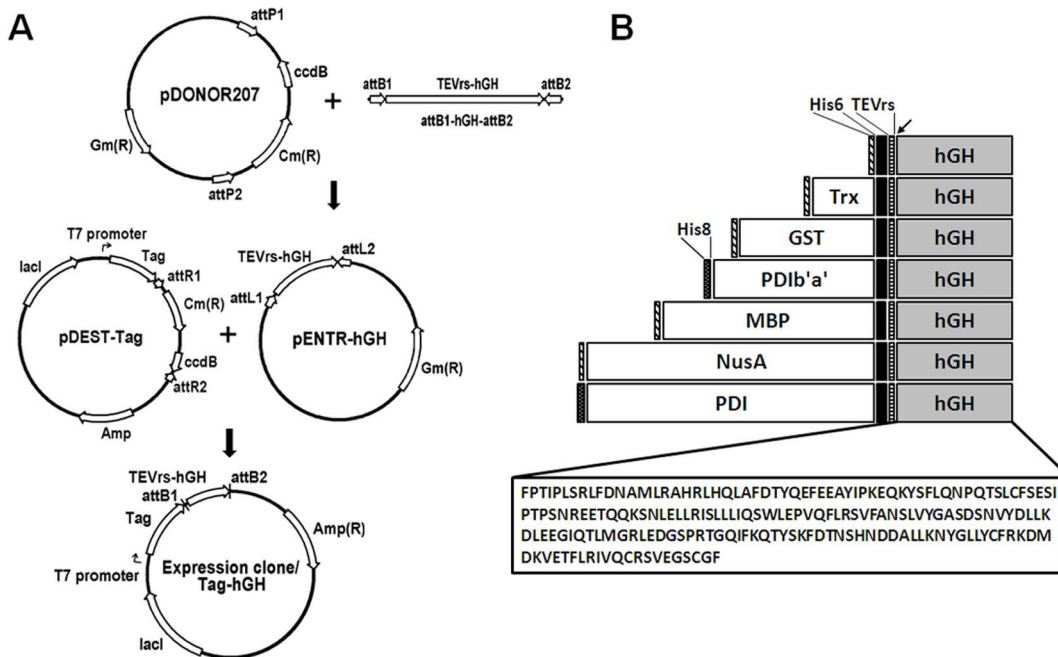 A
attP1
ccdB
pDONOR207
Gm(R)
Cm(R)
attP2
+
attB1
TEVrs-hGH
attB2
attB1-hGH-attB2
T7 promoter
lacI
Tag
attR1
Cm(R)
pDEST-Tag
ccdB
attR2
Amp
+
TEVrs-hGH
attL2
attL1
pENTR-hGH
Gm(R)
TEVrs-hGH
attB1
attB2
Tag
Amp(R)
T7 promoter
Expression clone/
Tag-hGH
lacI
B
His6 TEVrs
hGH
Trx
hGH
GST
hGH
His8
PDIb'a'
hGH
MBP
hGH
NusA
hGH
PDI
hGH
FPTIPLSRLFDNAMLRAHRLHQLAFDTYQEFEEAYIPKEQKYSFLQNPQTSLCFSESI
PTPSNREETQQKSNLELLRISLLLIQSWLEPVQFLRSVFANSLVYGASDSNVYDLLK
DLEEGIQTLMGRLEDGSPRTGQIFKQTYSKFDTNSHNDDALLKNYGLLYCFRKDM
DKVETFLRIVQCRSVEGSCGF